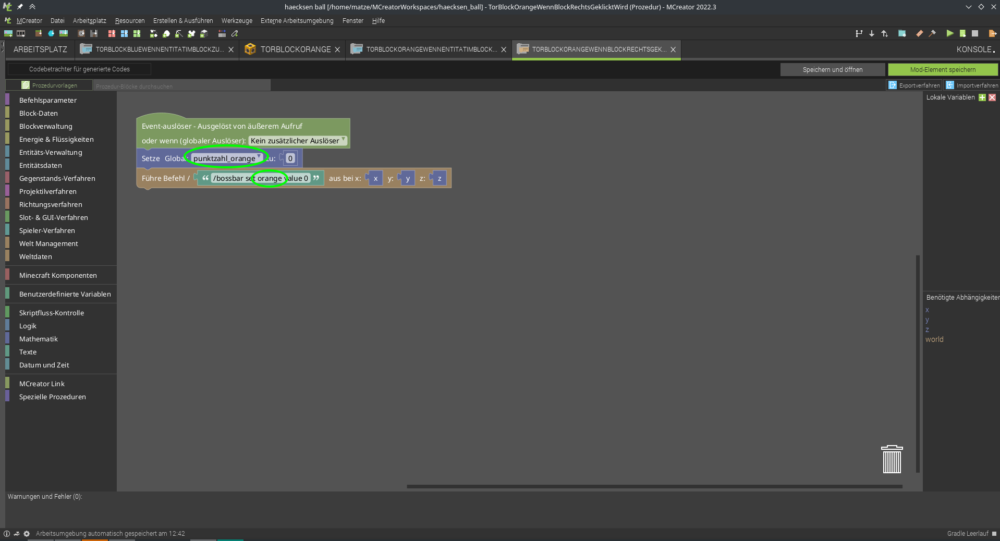 haecksen ball [/home/matze/MCreatorWorkspaces/haecksen_ball] - TorBlockOrangeWennBlockRechtsGeklicktWird (Prozedur) - MCreator 2022.3
MCreator Datei Arbeitsplatz Resourcen Erstellen & Ausführen Werkzeuge Externe Arbeitsumgebung Fenster Hilfe
ARBEITSPLATZ TORBLOCKBLUEWENNENTITATIMBLOCKZU... TORBLOCKORANGE TORBLOCKORANGEWENNENTITATIMBLOCK... TORBLOCKORANGEWENNBLOCKRECHTSGEK... KONSOLE
Codebetrachter für generierte Codes Speichern und öffnen Mod-Element speichern
Prozedurvorlagen Prozedur-Blöcke durchsuchen Exportverfahren Importverfahren
Lokale Variablen
Befehlsparameter
Block-Daten
Blockverwaltung
Energie & Flüssigkeiten
Entitäts-Verwaltung
Entitätsdaten
Gegenstands-Verfahren
Projektilverfahren
Richtungsverfahren
Slot- & GUI-Verfahren
Spieler-Verfahren
Welt Management
Weltdaten
Minecraft Komponenten
Benutzerdefinierte Variablen
Skriptfluss-Kontrolle
Logik
Mathematik
Texte
Datum und Zeit
MCreator Link
Spezielle Prozeduren
Event-auslöser - Ausgelöst von äußerem Aufruf
oder wenn (globaler Auslöser): Kein zusätzlicher Auslöser
Setze Global: punktzahl_orange zu: 0
Führe Befehl / “ /bossbar set orange value 0 ” aus bei x: x y: y z: z
Benötigte Abhängigkeiten
x
y
z
world
Warnungen und Fehler (0):
Arbeitsumgebung automatisch gespeichert am 12:42 Gradle Leerlauf